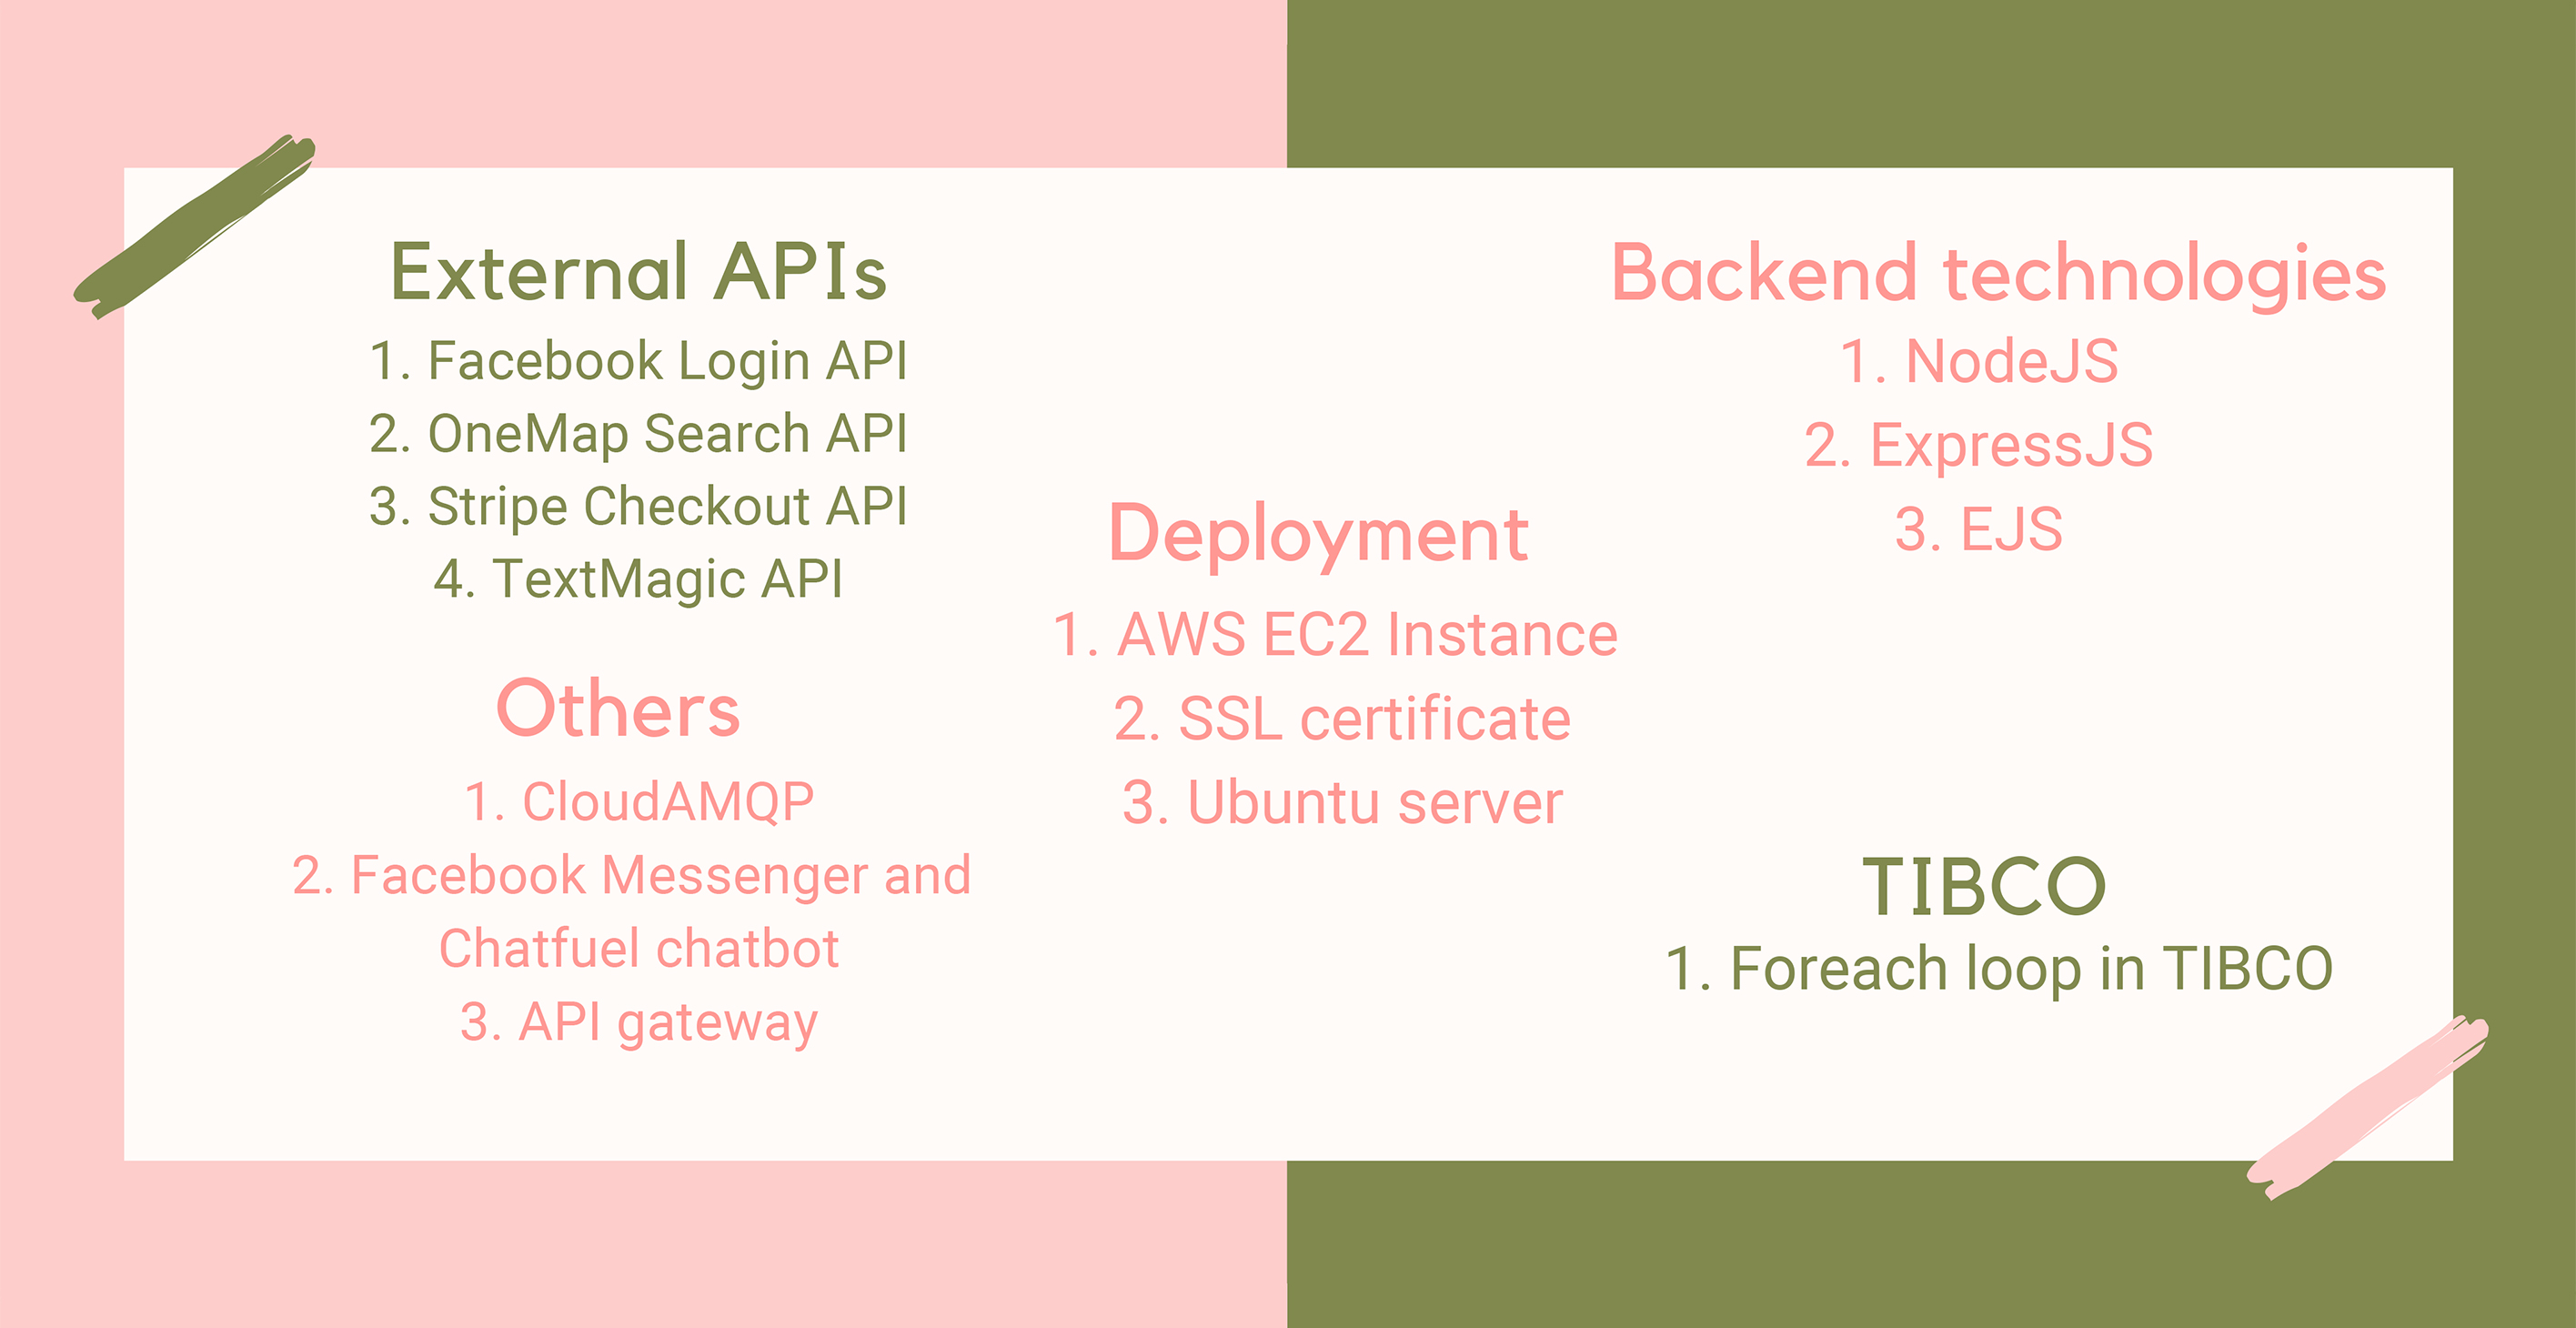 External APIs
1. Facebook Login API
2. OneMap Search API
3. Stripe Checkout API
4. TextMagic API
Others
1. CloudAMQP
2. Facebook Messenger and
Chatfuel chatbot
3. API gateway
Deployment
1. AWS EC2 Instance
2. SSL certificate
3. Ubuntu server
Backend technologies
1. NodeJS
2. ExpressJS
3. EJS
TIBCO
1. Foreach loop in TIBCO